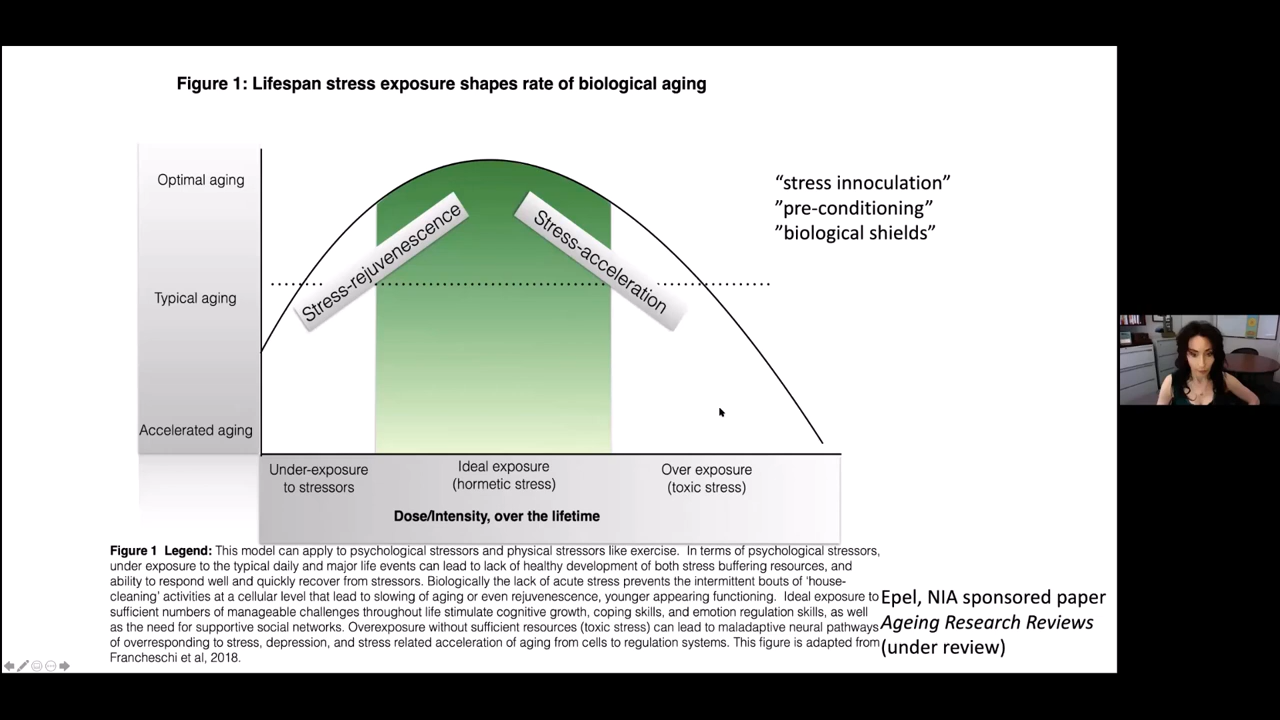 Figure 1: Lifespan stress exposure shapes rate of biological aging
Optimal aging
Typical aging
Accelerated aging
Stress-rejuvenescence
Stress-acceleration
“stress innoculation”
”pre-conditioning”
”biological shields”
Under-exposure
to stressors
Ideal exposure
(hormetic stress)
Over exposure
(toxic stress)
Dose/Intensity, over the lifetime
Figure 1 Legend: This model can apply to psychological stressors and physical stressors like exercise. In terms of psychological stressors,
under exposure to the typical daily and major life events can lead to lack of healthy development of both stress buffering resources, and
ability to respond well and quickly recover from stressors. Biologically the lack of acute stress prevents the intermittent bouts of ‘house-
cleaning’ activities at a cellular level that lead to slowing of aging or even rejuvenescence, younger appearing functioning. Ideal exposure to
sufficient numbers of manageable challenges throughout life stimulate cognitive growth, coping skills, and emotion regulation skills, as well
as the need for supportive social networks. Overexposure without sufficient resources (toxic stress) can lead to maladaptive neural pathways
of overresponding to stress, depression, and stress related acceleration of aging from cells to regulation systems. This figure is adapted from
Francheschi et al, 2018.
Epel, NIA sponsored paper
Ageing Research Reviews
(under review)